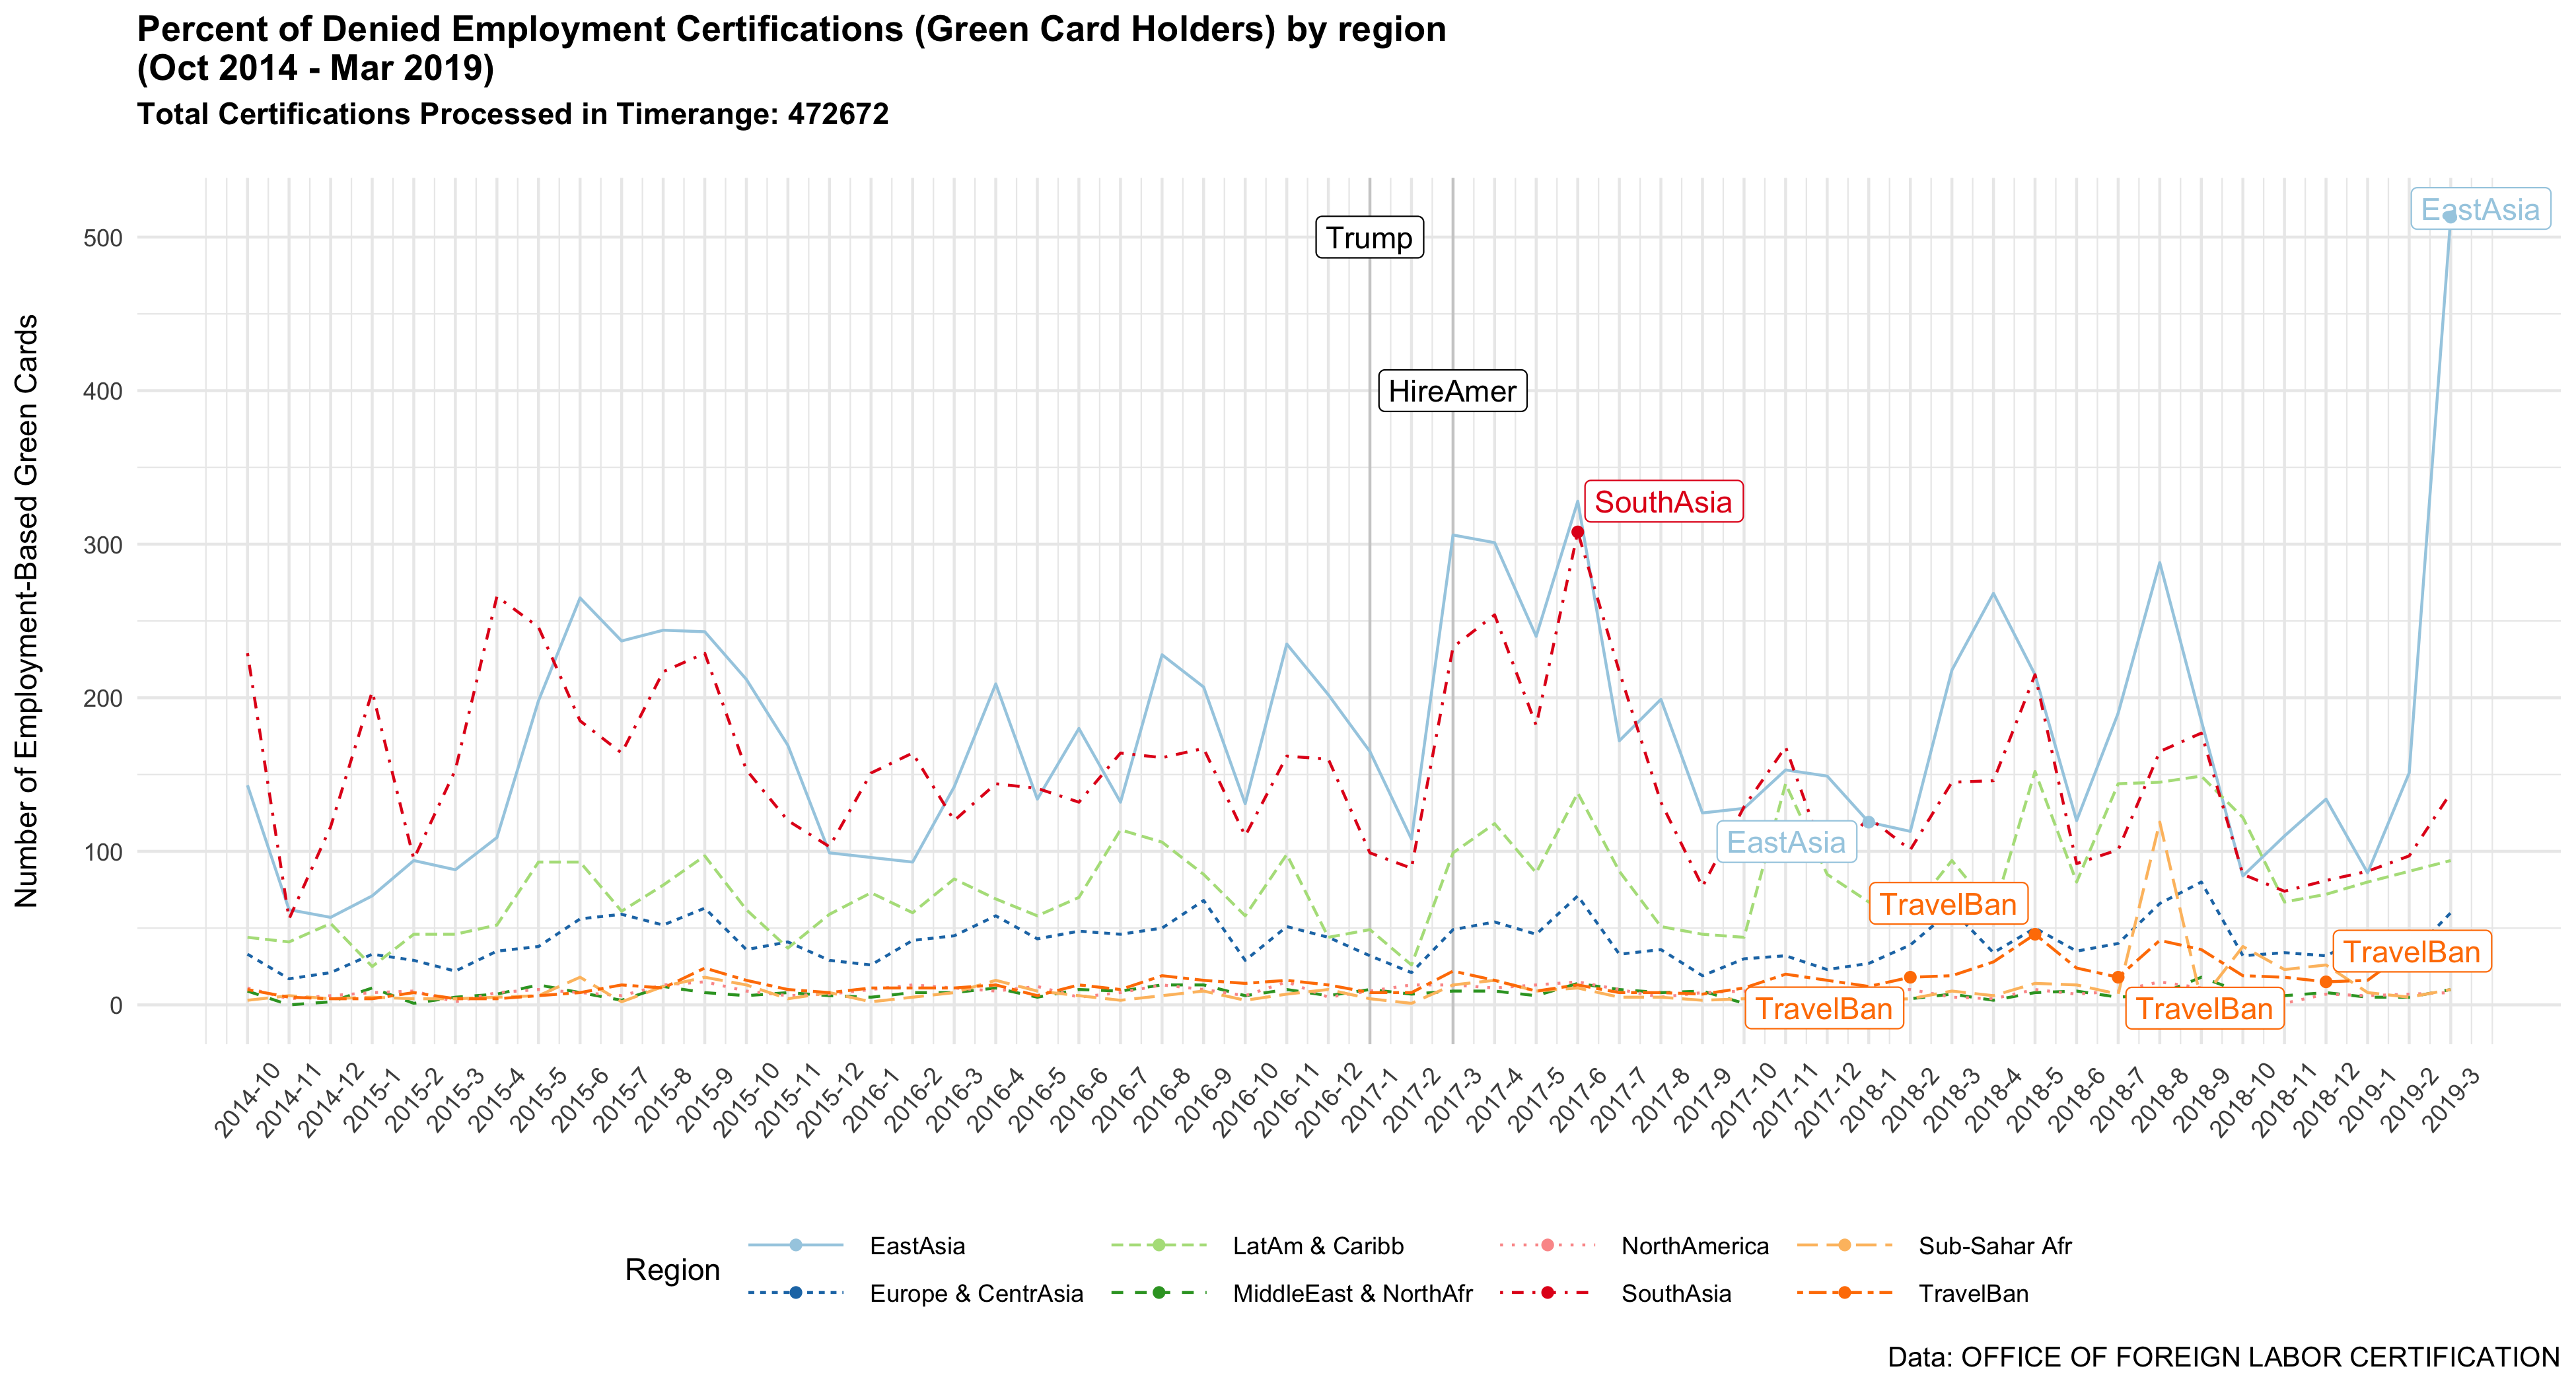 Percent of Denied Employment Certifications (Green Card Holders) by region
(Oct 2014 - Mar 2019)
Total Certifications Processed in Timerange: 472672
Number of Employment-Based Green Cards
500
400
300
200
100
0
EastAsia
Trump
HireAmer
SouthAsia
EastAsia
TravelBan
TravelBan
TravelBan
TravelBan
2014-10
2014-11
2014-12
2015-1
2015-2
2015-3
2015-4
2015-5
2015-6
2015-7
2015-8
2015-9
2015-10
2015-11
2015-12
2016-1
2016-2
2016-3
2016-4
2016-5
2016-6
2016-7
2016-8
2016-9
2016-10
2016-11
2016-12
2017-1
2017-2
2017-3
2017-4
2017-5
2017-6
2017-7
2017-8
2017-9
2017-10
2017-11
2017-12
2018-1
2018-2
2018-3
2018-4
2018-5
2018-6
2018-7
2018-8
2018-9
2018-10
2018-11
2018-12
2019-1
2019-2
2019-3
Region
EastAsia
Europe & CentrAsia
LatAm & Caribb
MiddleEast & NorthAfr
NorthAmerica
SouthAsia
Sub-Sahar Afr
TravelBan
Data: OFFICE OF FOREIGN LABOR CERTIFICATION